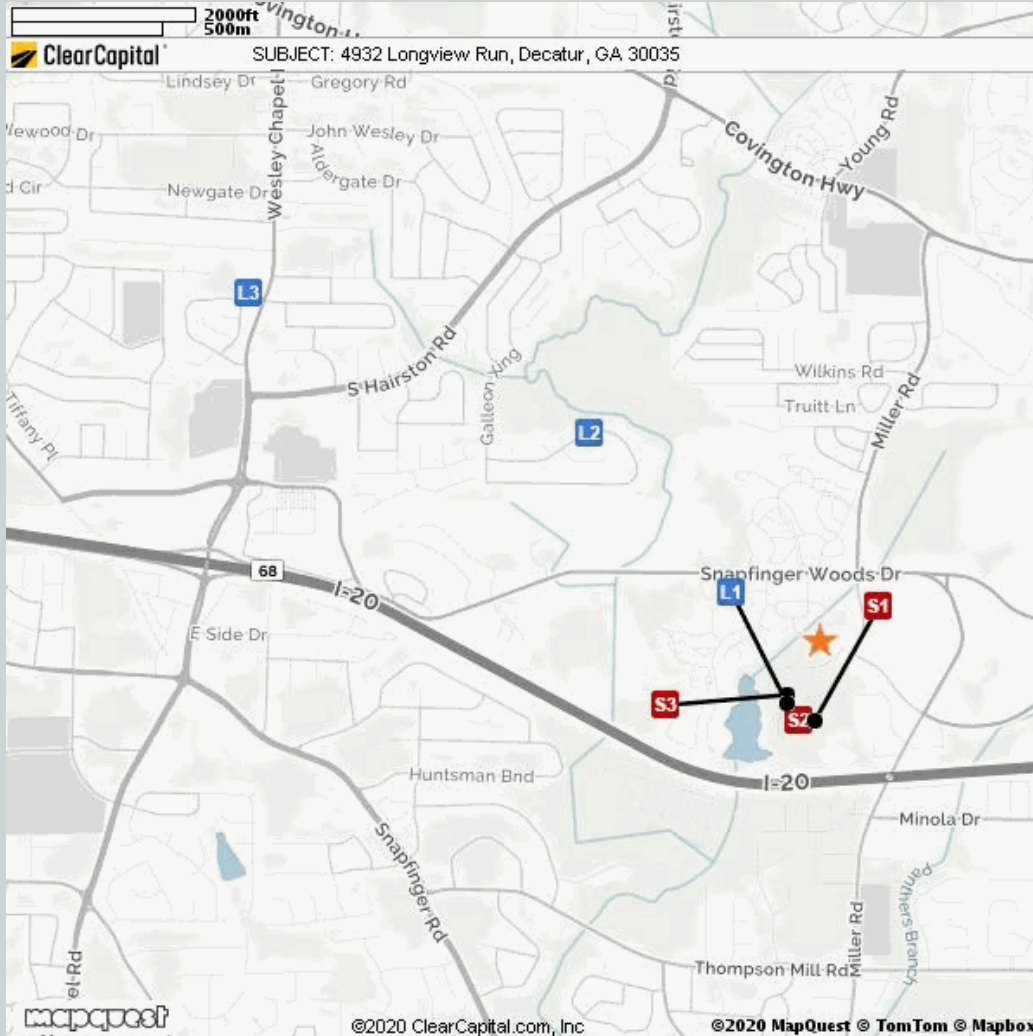 2000ft
500m
ClearCapital
SUBJECT: 4932 Longview Run, Decatur, GA 30035
Lindsey Dr
Gregory Rd
Covington Hwy
John Wesley Dr
Aldergate Dr
Young Rd
Newgate Dr
Wesley Chapel
L3
S Hairston Rd
Galleon Xing
Wilkins Rd
Truitt Ln
Miller Rd
Tiffany Pl
L2
68
I-20
Snapfinger Woods Dr
L1
S1
E Side Dr
S3
S2
I-20
Huntsman Bnd
Minola Dr
Snapfinger Rd
Panthers Branch
Miller Rd
Thompson Mill Rd
mapquest
©2020 ClearCapital.com, Inc
©2020 MapQuest © TomTom © Mapbox